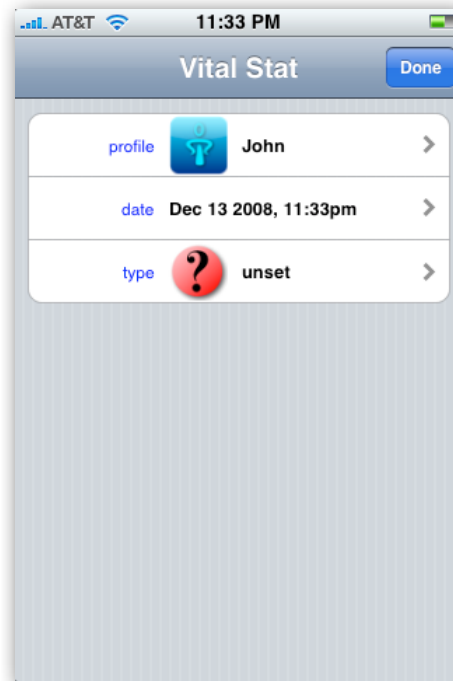 AT&T 11:33 PM
Vital Stat Done
profile John
date Dec 13 2008, 11:33pm
type ? unset